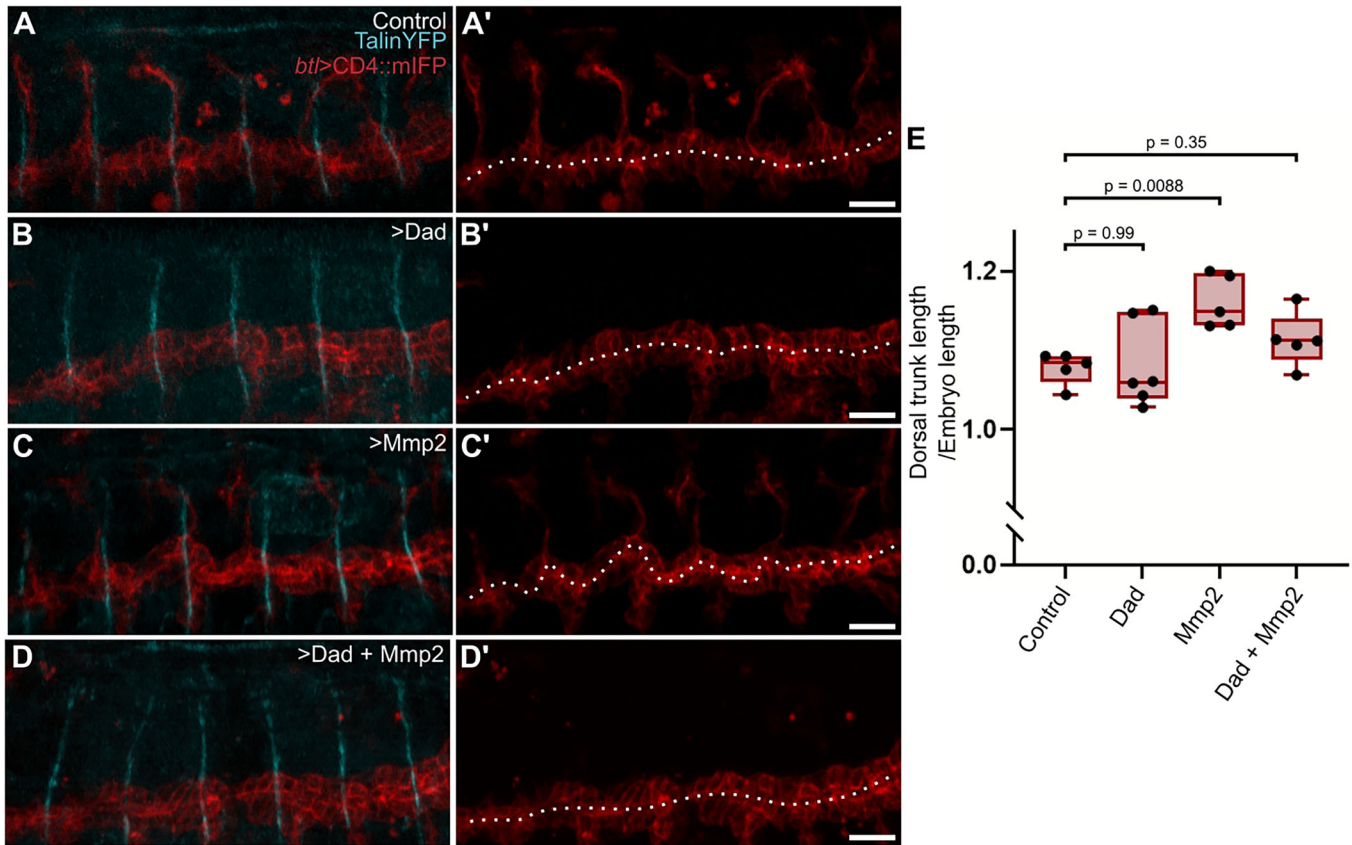 A
Control
TalinYFP
btl>CD4::mIFP
A'
B
>Dad
B'
C
>Mmp2
C'
D
>Dad + Mmp2
D'
E
p = 0.35
p = 0.0088
p = 0.99
Dorsal trunk length
/Embryo length
1.2
1.0
0.0
Control
Dad
Mmp2
Dad + Mmp2